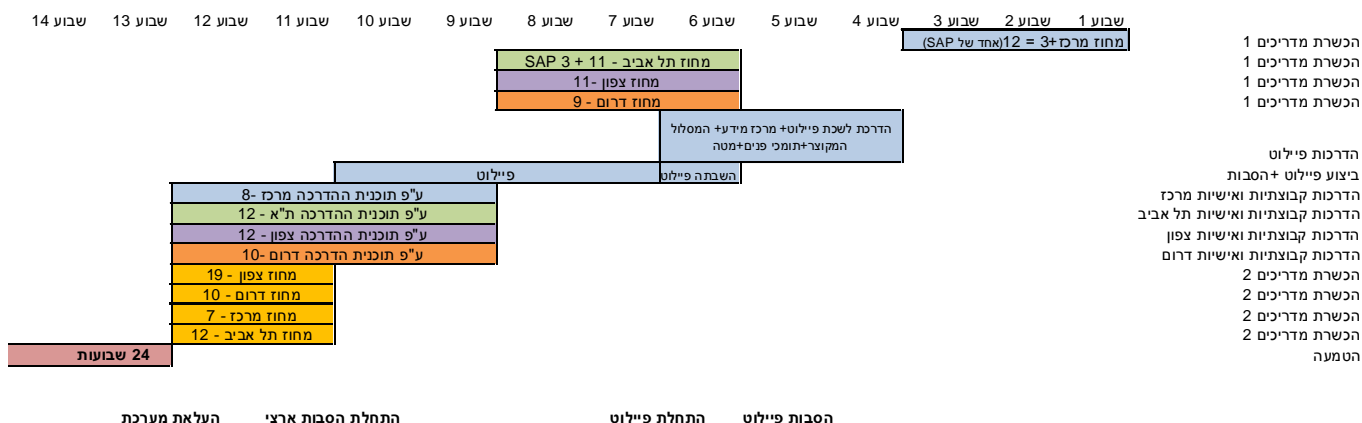 שבוע 1 שבוע 2 שבוע 3 שבוע 4 שבוע 5 שבוע 6 שבוע 7 שבוע 8 שבוע 9 שבוע 10 שבוע 11 שבוע 12 שבוע 13 שבוע 14
הכשרת מדריכים 1 מחוז מרכז+3 = 12(אחד של SAP)
הכשרת מדריכים 1 מחוז תל אביב - 11 + 3 SAP
הכשרת מדריכים 1 מחוז צפון -11
הכשרת מדריכים 1 מחוז דרום - 9
הדרכת לשכת פיילוט+ מרכז מידע+ המסלול
המקוצר+תומכי פנים+מטה
הדרכות פיילוט
ביצוע פיילוט +הסבות השבתה פיילוט פיילוט
הדרכות קבוצתיות ואישיות מרכז ע"פ תוכנית ההדרכה מרכז -8
הדרכות קבוצתיות ואישיות תל אביב ע"פ תוכנית ההדרכה ת"א - 12
הדרכות קבוצתיות ואישיות צפון ע"פ תוכנית ההדרכה צפון - 12
הדרכות קבוצתיות ואישיות דרום ע"פ תוכנית הדרכה דרום -10
הכשרת מדריכים 2 מחוז צפון - 19
הכשרת מדריכים 2 מחוז דרום - 10
הכשרת מדריכים 2 מחוז מרכז - 7
הכשרת מדריכים 2 מחוז תל אביב - 12
הטמעה 24 שבועות
הסבות פיילוט התחלת פיילוט התחלת הסבות ארצי העלאת מערכת